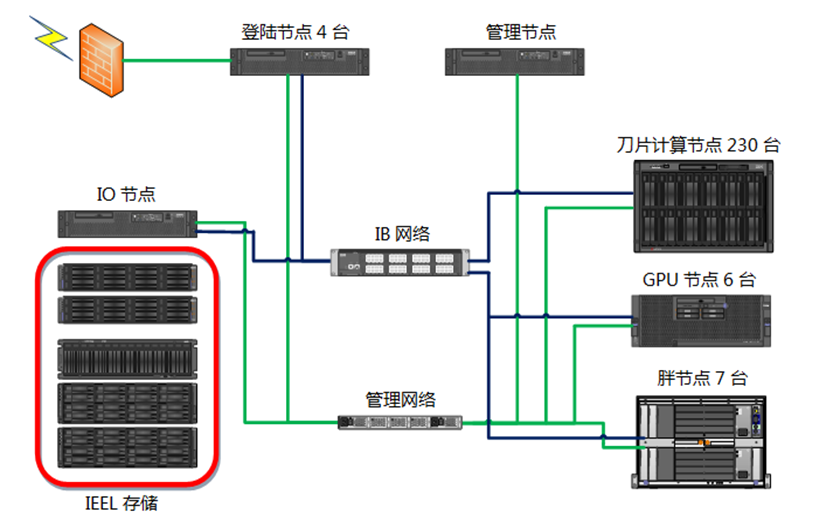 登陆节点 4 台
管理节点
刀片计算节点 230 台
IO 节点
IB 网络
GPU 节点 6 台
胖节点 7 台
管理网络
IEEL 存储